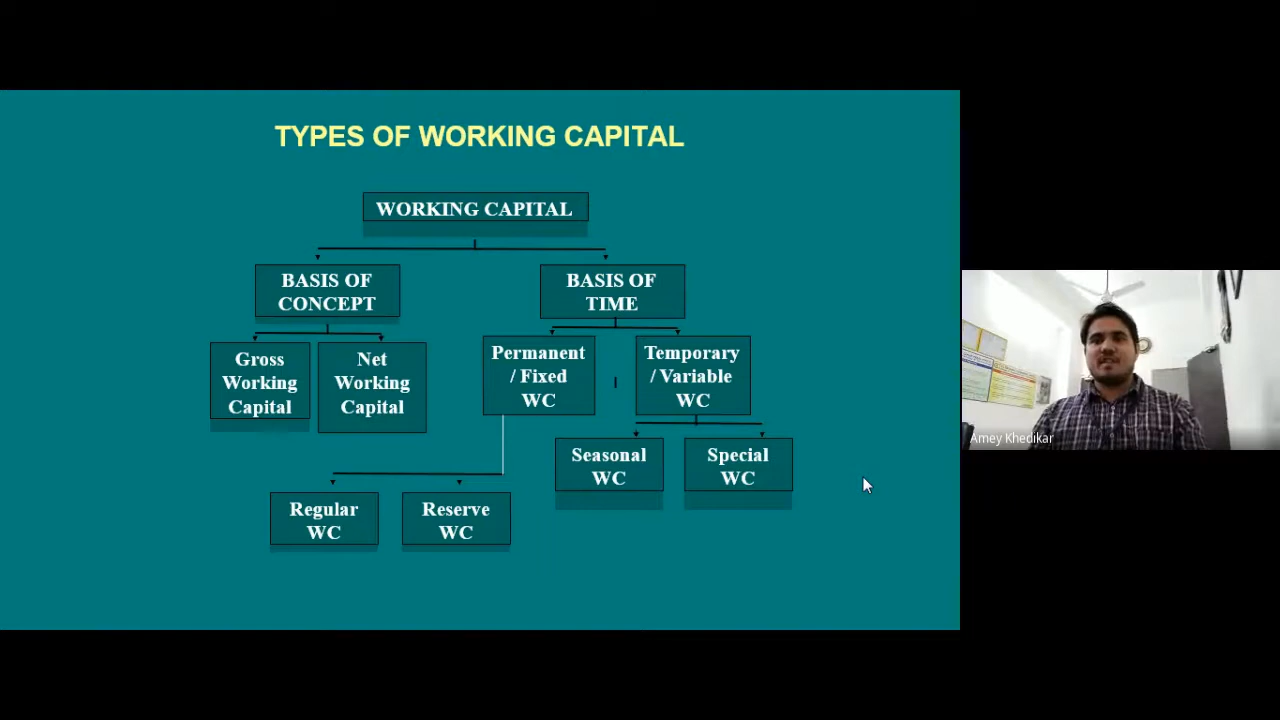 TYPES OF WORKING CAPITAL
WORKING CAPITAL
BASIS OF
CONCEPT
BASIS OF
TIME
Gross
Working
Capital
Net
Working
Capital
Permanent
/ Fixed
WC
Temporary
/ Variable
WC
Seasonal
WC
Special
WC
Regular
WC
Reserve
WC
Amey Khedikar